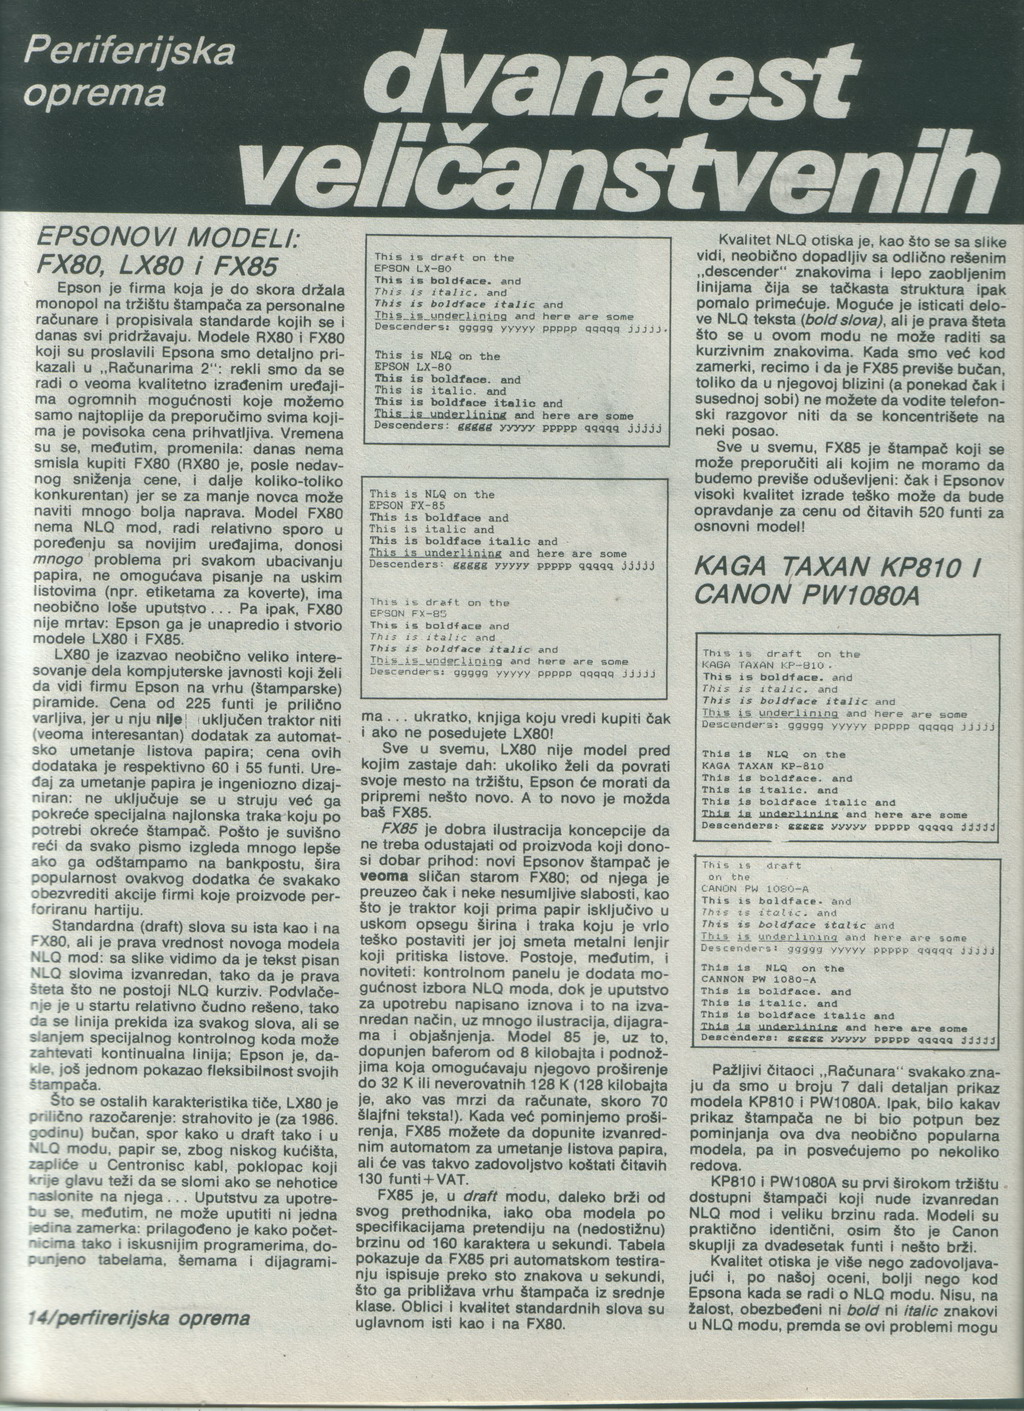 Periferijska
oprema
dvanaest
veličanstvenih
EPSONOVI MODELI:
FX80, LX80 i FX85
Epson je firma koja je do skora držala
monopol na tržištu štampača za personalne
računare i propisivala standarde kojih se i
danas svi pridržavaju. Modele RX80 i FX80
koji su proslavili Epsona smo detaljno pri-
kazali u „Računarima 2": rekli smo da se
radi o veoma kvalitetno izrađenim uređaji-
ma ogromnih mogućnosti koje možemo
samo najtoplije da preporučimo svima koji-
ma je povisoka cena prihvatljiva. Vremena
su se, međutim, promenila: danas nema
smisla kupiti FX80 (RX80 je, posle nedav-
nog sniženja cene, i dalje koliko-toliko
konkurentan) jer se za manje novca može
naviti mnogo bolja naprava. Model FX80
nema NLQ mod, radi relativno sporo u
poređenju sa novijim uređajima, donosi
mnogo problema pri svakom ubacivanju
papira, ne omogućava pisanje na uskim
listovima (npr. etiketama za koverte), ima
neobično loše uputstvo ... Pa ipak, FX80
nije mrtav: Epson ga je unapredio i stvorio
modele LX80 i FX85.
LX80 je izazvao neobično veliko intere-
sovanje dela kompjuterske javnosti koji želi
da vidi firmu Epson na vrhu (štamparske)
piramide. Cena od 225 funti je prilično
varljiva, jer u nju nije uključen traktor niti
(veoma interesantan) dodatak za automat-
sko umetanje listova papira; cena ovih
dodataka je respektivno 60 i 55 funti. Ure-
đaj za umetanje papira je ingeniozno dizaj-
niran: ne uključuje se u struju već ga
pokreće specijalna najlonska traka koju po
potrebi okreće štampač. Pošto je suvišno
reći da svako pismo izgleda mnogo lepše
ako ga odštampamo na bankpostu, šira
popularnost ovakvog dodatka će svakako
obezvrediti akcije firmi koje proizvode per-
foriranu hartiju.
Standardna (draft) slova su ista kao i na
FX80, ali je prava vrednost novoga modela
NLQ mod: sa slike vidimo da je tekst pisan
NLQ slovima izvanredan, tako da je prava
šteta što ne postoji NLQ kurziv. Podvlače-
nje je u startu relativno čudno rešeno, tako
da se linija prekida iza svakog slova, ali se
slanjem specijalnog kontrolnog koda može
zahtevati kontinualna linija; Epson je, da-
kle, još jednom pokazao fleksibilnost svojih
štampača.
Što se ostalih karakteristika tiče, LX80 je
prilično razočarenje: strahovito je (za 1986.
godinu) bučan, spor kako u draft tako i u
NLQ modu, papir se, zbog niskog kućišta,
zapliće u Centronisc kabl, poklopac koji
krije glavu teži da se slomi ako se nehotice
naslonite na njega ... Uputstvu za upotre-
bu se, međutim, ne može uputiti ni jedna
jedina zamerka: prilagođeno je kako počet-
nicima tako i iskusnijim programerima, do-
punjeno tabelama, šemama i dijagrami-
14/perfirerijska oprema
This is draft on the
EPSON LX-80
This is boldface. and
This is italic. and
This is boldface italic and
This is underlining and here are some
Descenders: ggggg yyyyy ppppp qqqqq jjjjj.
This is NLQ on the
EPSON LX-80
This is boldface. and
This is italic. and
This is boldface italic and
This is underlining and here are some
Descenders: ggggg yyyyy ppppp qqqqq jjjjj
This is NLQ on the
EPSON FX-85
This is boldface and
This is italic and
This is boldface italic and
This is underlining and here are some
Descenders: ggggg yyyyy ppppp qqqqq jjjjj
This is draft on the
EPSON FX-85
This is boldface and
This is italic and
This is boldface italic and
This is underlining and here are some
Descenders: ggggg yyyyy ppppp qqqqq jjjjj
ma ... ukratko, knjiga koju vredi kupiti čak
i ako ne posedujete LX80!
Sve u svemu, LX80 nije model pred
kojim zastaje dah: ukoliko želi da povrati
svoje mesto na tržištu, Epson će morati da
pripremi nešto novo. A to novo je možda
baš FX85.
FX85 je dobra ilustracija koncepcije da
ne treba odustajati od proizvoda koji dono-
si dobar prihod: novi Epsonov štampač je
veoma sličan starom FX80; od njega je
preuzeo čak i neke nesumljive slabosti, kao
što je traktor koji prima papir isključivo u
uskom opsegu širina i traka koju je vrlo
teško postaviti jer joj smeta metalni lenjir
koji pritiska listove. Postoje, međutim, i
noviteti: kontrolnom panelu je dodata mo-
gućnost izbora NLQ moda, dok je uputstvo
za upotrebu napisano iznova i to na izva-
nredan način, uz mnogo ilustracija, dijagra-
ma i objašnjenja. Model 85 je, uz to,
dopunjen baferom od 8 kilobajta i podnož-
jima koja omogućavaju njegovo proširenje
do 32 K ili neverovatnih 128 K (128 kilobajta
je, ako vas mrzi da računate, skoro 70
šlajfni teksta!). Kada već pominjemo proši-
renja, FX85 možete da dopunite izvanred-
nim automatom za umetanje listova papira,
ali će vas takvo zadovoljstvo koštati čitavih
130 funti+VAT.
FX85 je, u draft modu, daleko brži od
svog prethodnika, iako oba modela po
specifikacijama pretendiju na (nedostižnu)
brzinu od 160 karaktera u sekundi. Tabela
pokazuje da FX85 pri automatskom testira-
nju ispisuje preko sto znakova u sekundi,
što ga približava vrhu štampača iz srednje
klase. Oblici i kvalitet standardnih slova su
uglavnom isti kao i na FX80.
Kvalitet NLQ otiska je, kao što se sa slike
vidi, neobično dopadljiv sa odlično rešenim
„descender" znakovima i lepo zaobljenim
linijama čija se tačkasta struktura ipak
pomalo primećuje. Moguće je isticati delo-
ve NLQ teksta (bold slova), ali je prava šteta
što se u ovom modu ne može raditi sa
kurzivnim znakovima. Kada smo već kod
zamerki, recimo i da je FX85 previše bučan,
toliko da u njegovoj blizini (a ponekad čak i
susednoj sobi) ne možete da vodite telefon-
ski razgovor niti da se koncentrišete na
neki posao.
Sve u svemu, FX85 je štampač koji se
može preporučiti ali kojim ne moramo da
budemo previše oduševljeni: čak i Epsonov
visoki kvalitet izrade teško može da bude
opravdanje za cenu od čitavih 520 funti za
osnovni model!
KAGA TAXAN KP810 I
CANON PW1080A
This is draft on the
KAGA TAXAN KP-810.
This is boldface. and
This is italic. and
This is boldface italic and
This is underlining and here are some
Descenders: ggggg yyyyy ppppp qqqqq jjjjj
This is NLQ on the
KAGA TAXAN KP-810
This is boldface. and
This is italic. and
This is boldface italic and
This is underlining and here are some
Descenders: ggggg yyyyy ppppp qqqqq jjjjj
This is draft
on the
CANON PW 1080-A
This is boldface. and
This is italic. and
This is boldface italic and
This is underlining and here are some
Descenders: ggggg yyyyy ppppp qqqqq jjjjj
This is NLQ on the
CANNON PW 1080-A
This is boldface. and
This is italic. and
This is boldface italic and
This is underlining and here are some
Descenders: ggggg yyyyy ppppp qqqqq jjjjj
Pažljivi čitaoci „Računara" svakako zna-
ju da smo u broju 7 dali detaljan prikaz
modela KP810 i PW1080A. Ipak, bilo kakav
prikaz štampača ne bi bio potpun bez
pominjanja ova dva neobično popularna
modela, pa in posvećujemo po nekoliko
redova.
KP810 i PW1080A su prvi širokom tržištu
dostupni štampači koji nude izvanredan
NLQ mod i veliku brzinu rada. Modeli su
praktično identični, osim što je Canon
skuplji za dvadesetak funti i nešto brži.
Kvalitet otiska je više nego zadovoljava-
jući i, po našoj oceni, bolji nego kod
Epsona kada se radi o NLQ modu. Nisu, na
žalost, obezbeđeni ni bold ni italic znakovi
u NLQ modu, premda se ovi problemi mogu